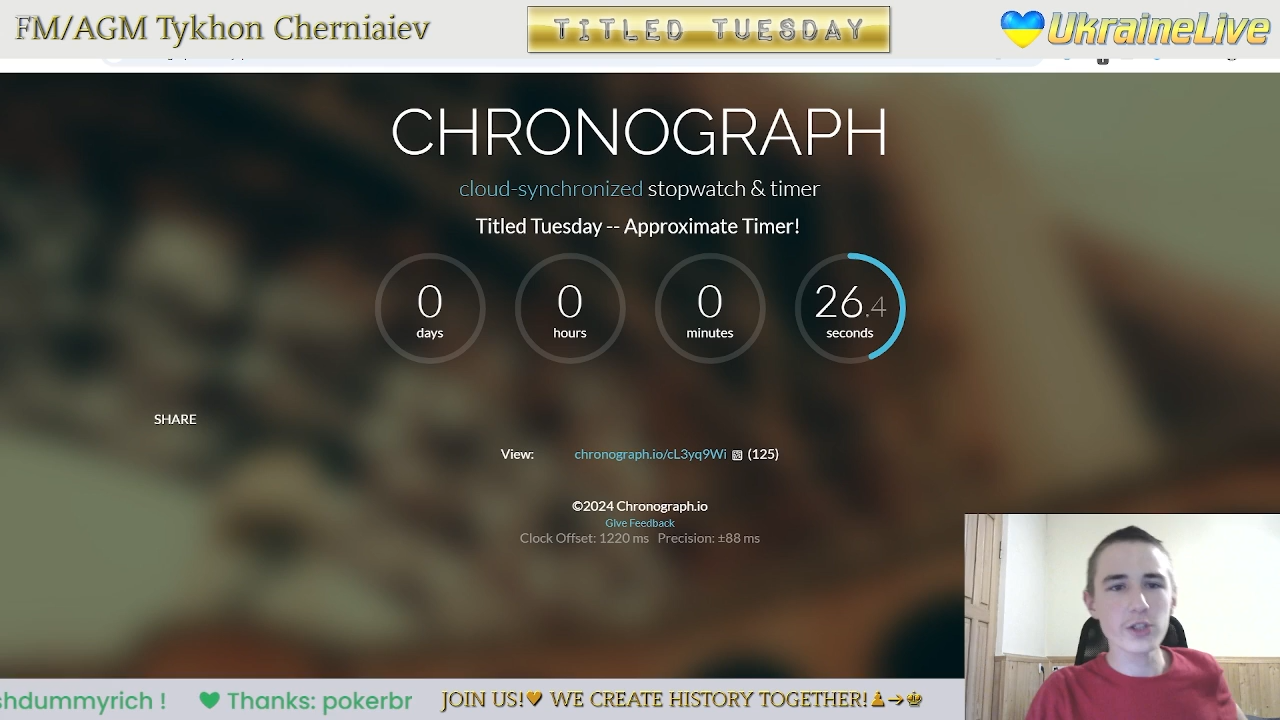 FM/AGM Tykhon Cherniaiev
TITLED TUESDAY
UkraineLive
CHRONOGRAPH
cloud-synchronized stopwatch & timer
Titled Tuesday -- Approximate Timer!
0 days
0 hours
0 minutes
26.4 seconds
SHARE
View: chronograph.io/cL3yq9Wi (125)
©2024 Chronograph.io
Give Feedback
Clock Offset: 1220 ms Precision: ±88 ms
shdummyrich ! 💚 Thanks: pokerbr
JOIN US!♥ WE CREATE HISTORY TOGETHER!♟→♚